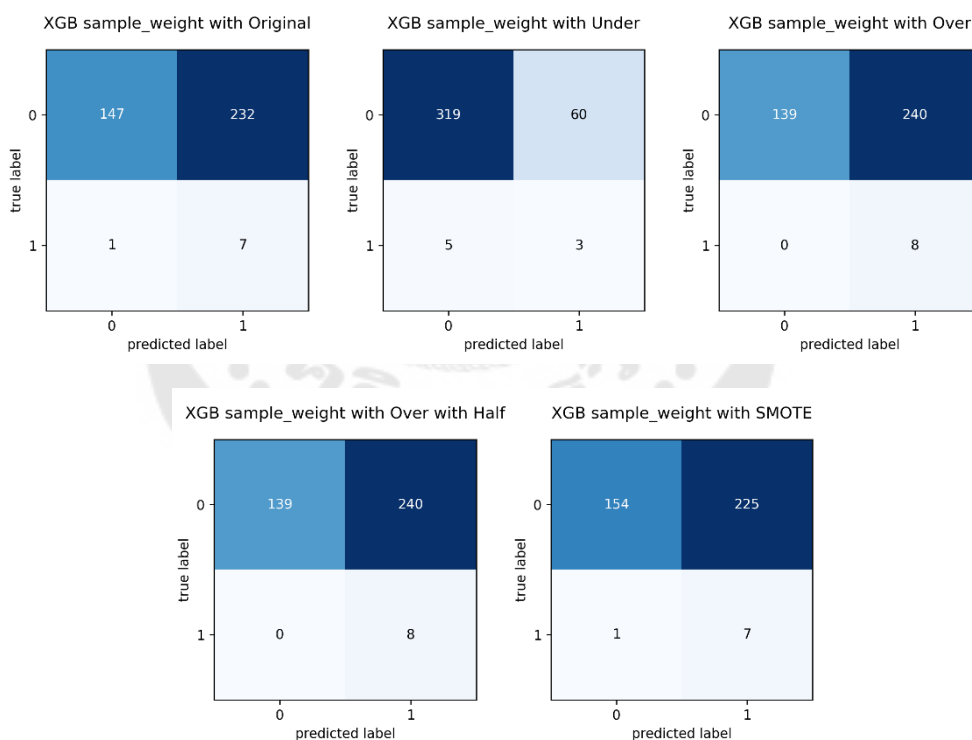 XGB sample_weight with Original
0
147
232
true label
1
1
7
0
1
predicted label
XGB sample_weight with Under
0
319
60
true label
1
5
3
0
1
predicted label
XGB sample_weight with Over
0
139
240
true label
1
0
8
0
1
predicted label
XGB sample_weight with Over with Half
0
139
240
true label
1
0
8
0
1
predicted label
XGB sample_weight with SMOTE
0
154
225
true label
1
1
7
0
1
predicted label